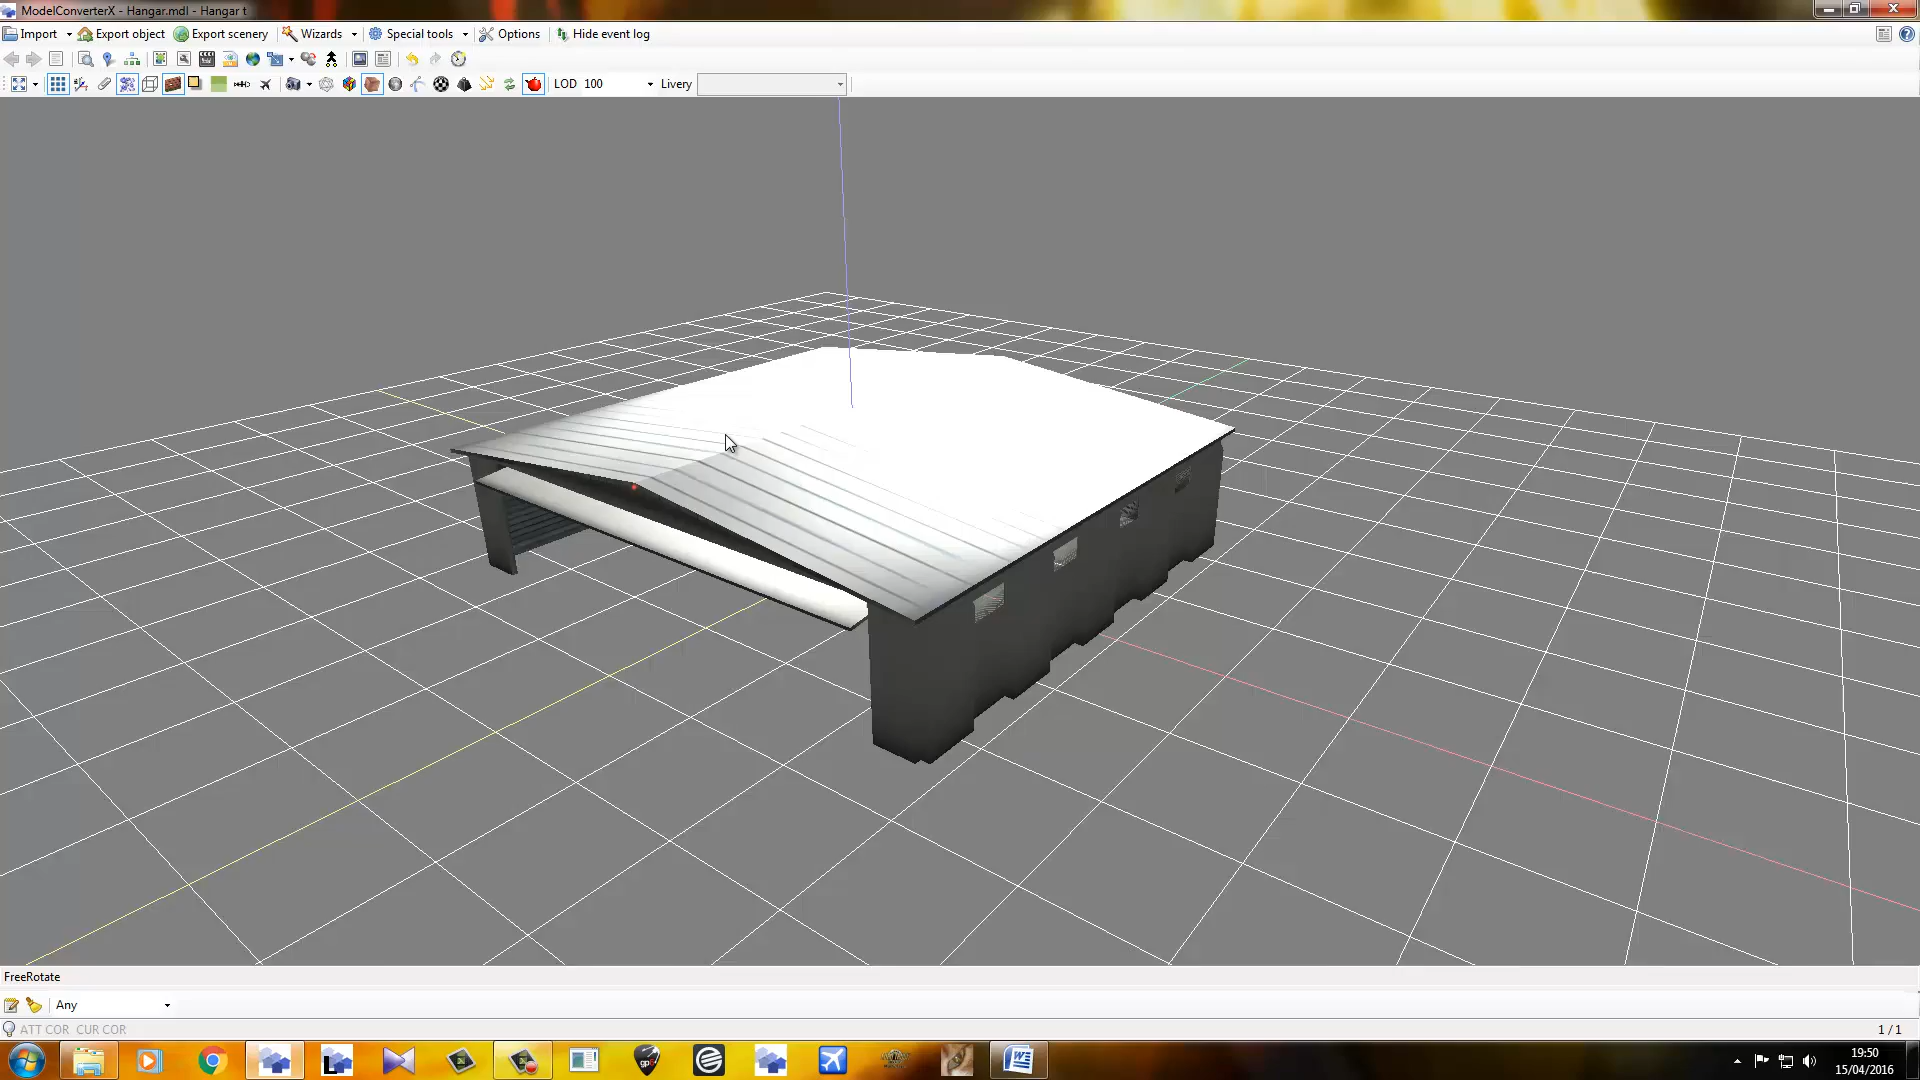 ModelConverterX - Hangar.mdl - Hangar t
Import Export object Export scenery Wizards Special tools Options Hide event log
LOD 100 Livery
FreeRotate
Any
ATT COR CUR COR
1 / 1
19:50
15/04/2016